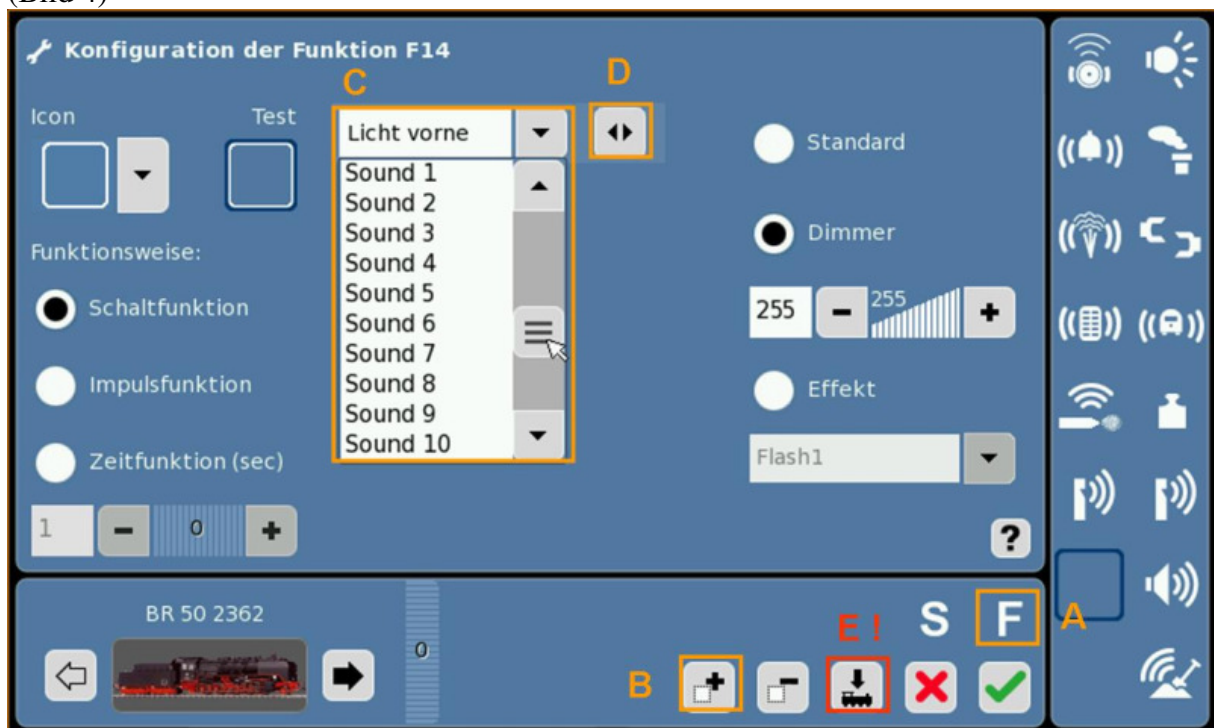 (Bild 4)
Konfiguration der Funktion F14
C
D
Icon
Test
Licht vorne
Standard
Sound 1
Sound 2
Sound 3
Sound 4
Sound 5
Sound 6
Sound 7
Sound 8
Sound 9
Sound 10
Dimmer
255
255
Effekt
Flash1
Funktionsweise:
Schaltfunktion
Impulsfunktion
Zeitfunktion (sec)
1
0
?
BR 50 2362
0
B
E !
S
F
A